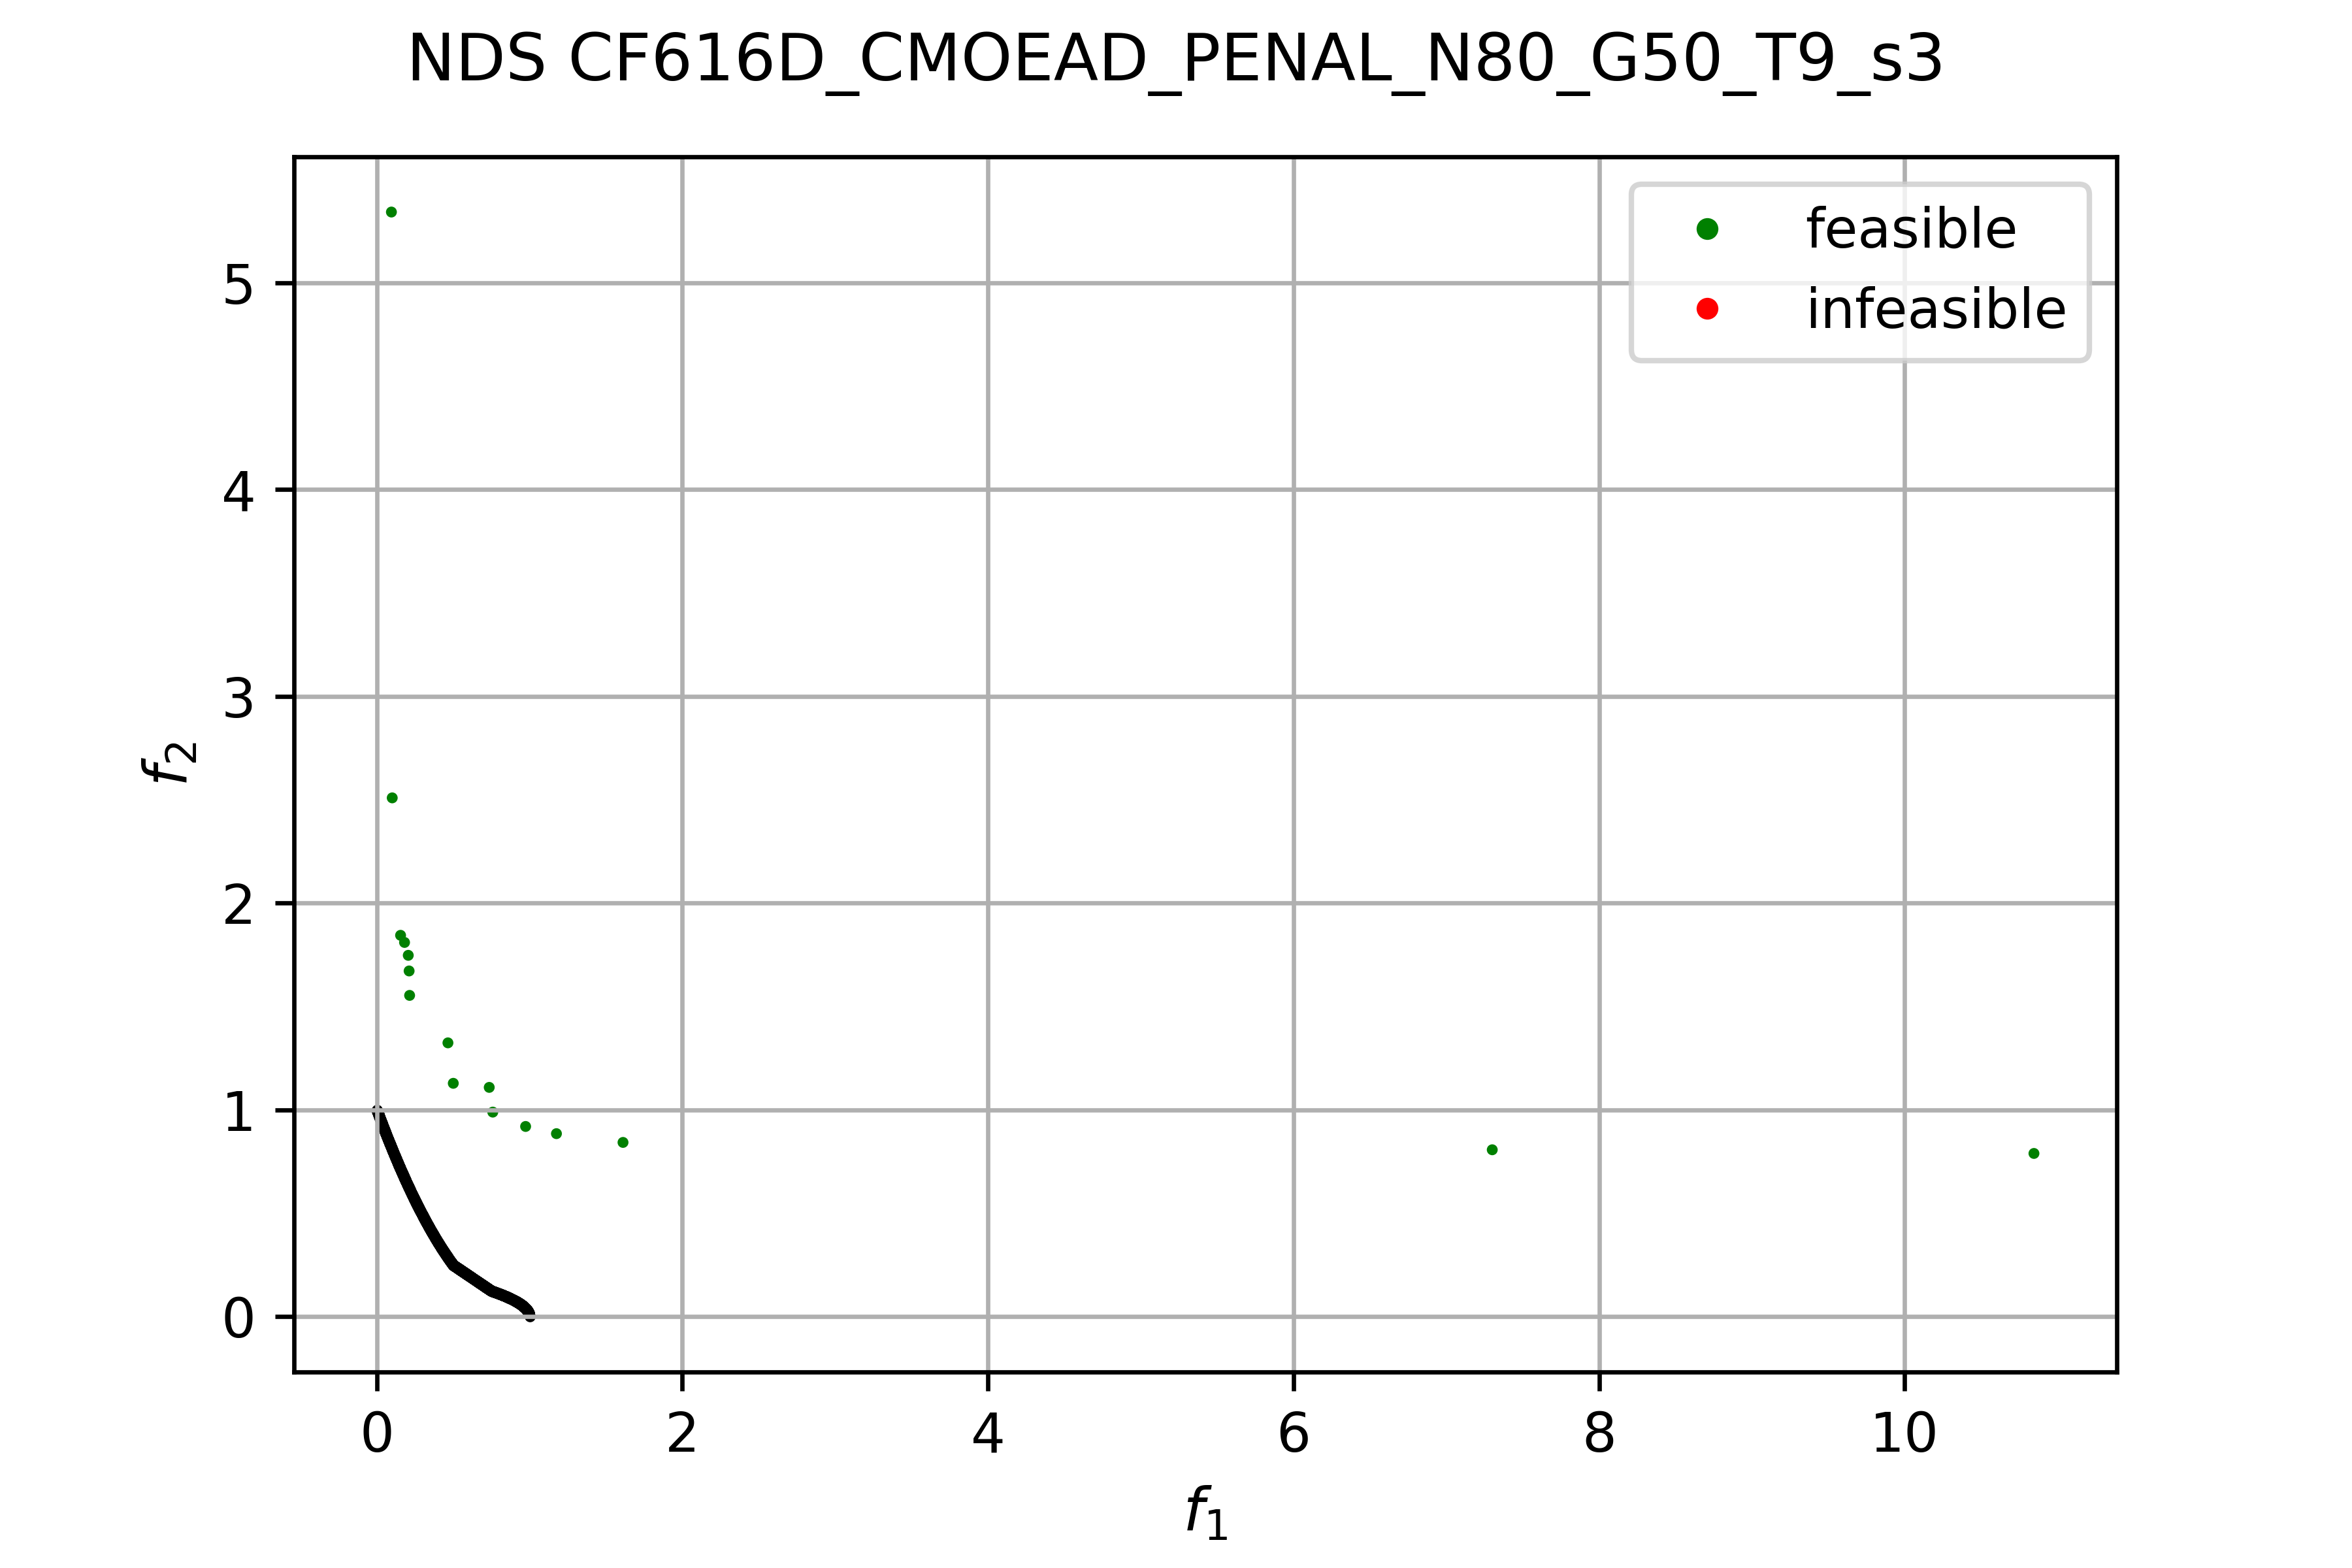 NDS CF616D_CMOEAD_PENAL_N80_G50_T9_s3
feasible
infeasible
5
4
3
2
1
0
f2
0 2 4 6 8 10
f1